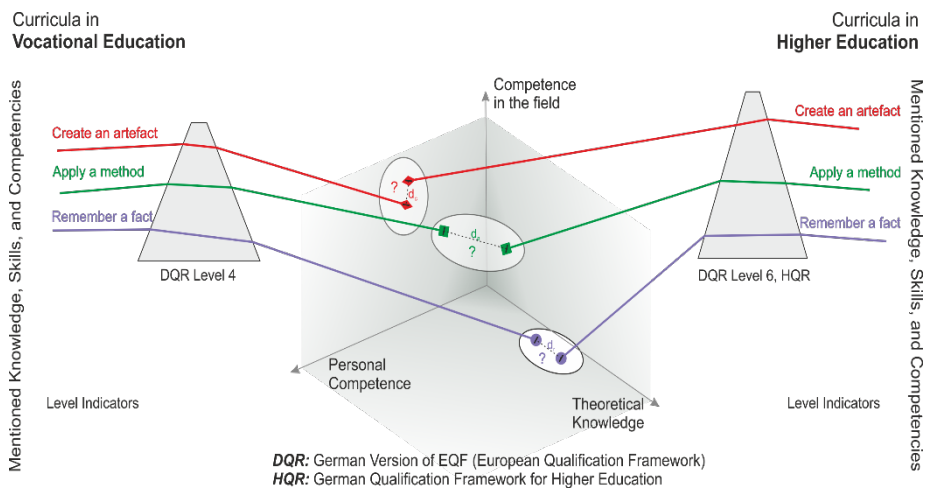 Curricula in
Vocational Education
Curricula in
Higher Education
Mentioned Knowledge, Skills, and Competencies
Mentioned Knowledge, Skills, and Competencies
Competence
in the field
Create an artefact
Apply a method
Remember a fact
Create an artefact
Apply a method
Remember a fact
?
d
d
?
d
?
DQR Level 4
DQR Level 6, HQR
Personal
Competence
Theoretical
Knowledge
Level Indicators
Level Indicators
DQR: German Version of EQF (European Qualification Framework)
HQR: German Qualification Framework for Higher Education